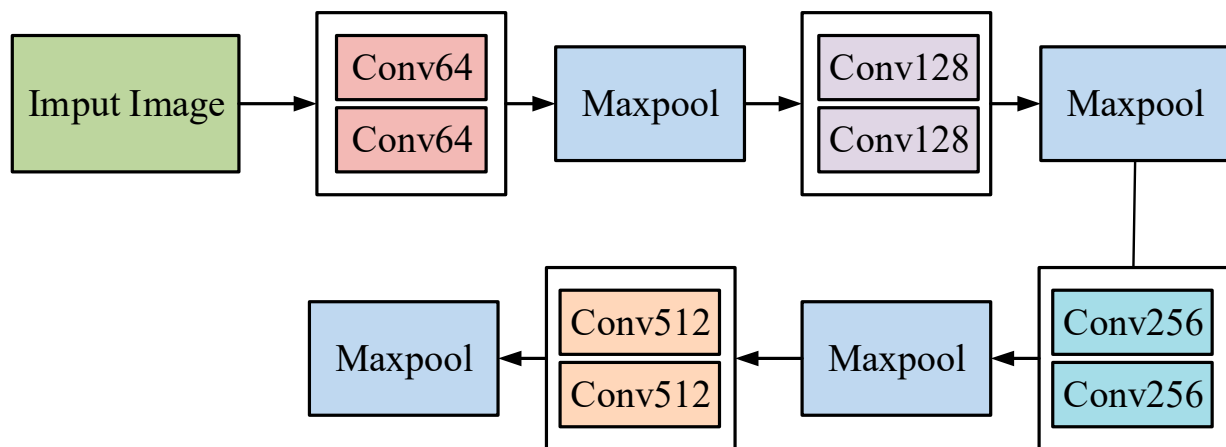 Imput Image
Conv64
Conv64
Maxpool
Conv128
Conv128
Maxpool
Conv256
Conv256
Maxpool
Conv512
Conv512
Maxpool